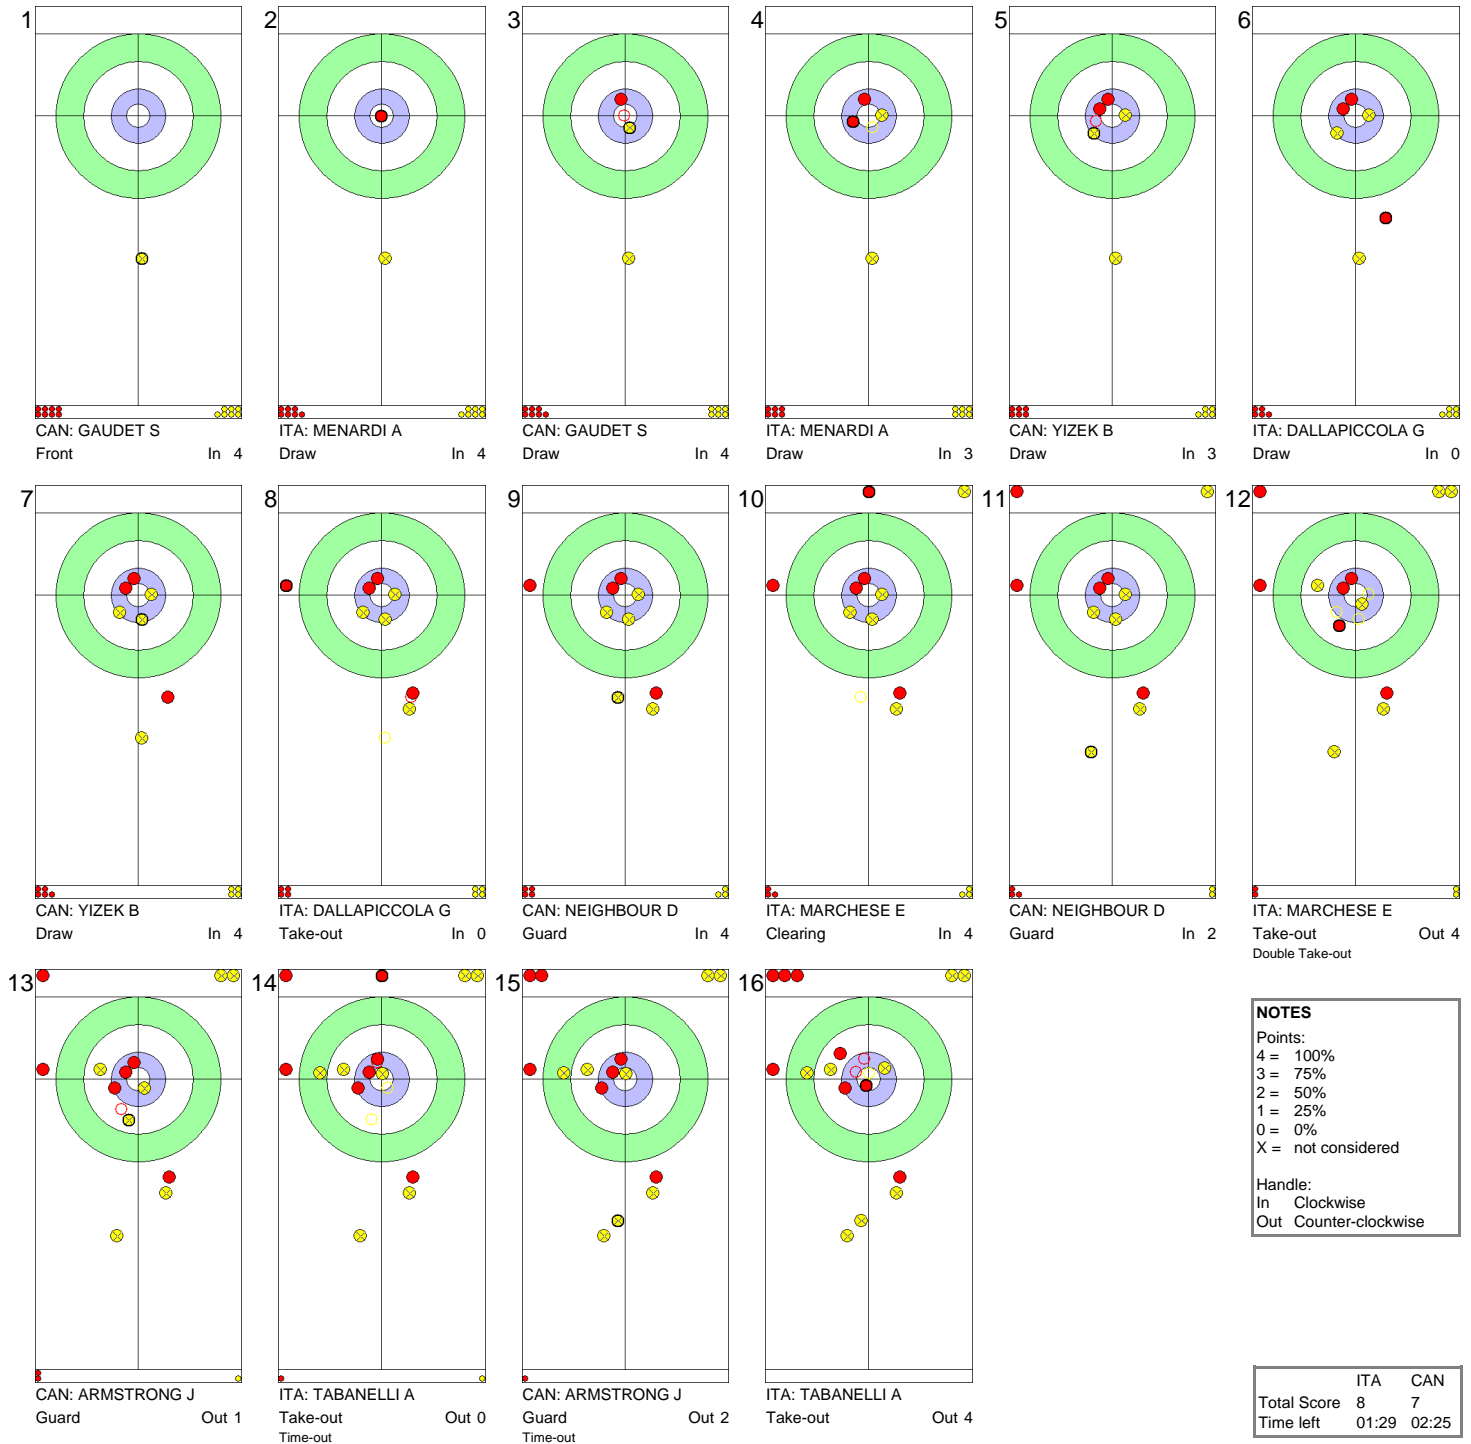 1 2 3 4 5 6
CAN: GAUDET S ITA: MENARDI A CAN: GAUDET S ITA: MENARDI A CAN: YIZEK B ITA: DALLAPICCOLA G
Front In 4 Draw In 4 Draw In 4 Draw In 3 Draw In 3 Draw In 0
7 8 9 10 11 12
CAN: YIZEK B ITA: DALLAPICCOLA G CAN: NEIGHBOUR D ITA: MARCHESE E CAN: NEIGHBOUR D ITA: MARCHESE E
Draw In 4 Take-out In 0 Guard In 4 Clearing In 4 Guard In 2 Take-out Out 4
Double Take-out
13 14 15 16
CAN: ARMSTRONG J ITA: TABANELLI A CAN: ARMSTRONG J ITA: TABANELLI A
Guard Out 1 Take-out Out 0 Guard Out 2 Take-out Out 4
Time-out Time-out
NOTES
Points:
4 = 100%
3 = 75%
2 = 50%
1 = 25%
0 = 0%
X = not considered
Handle:
In Clockwise
Out Counter-clockwise
ITA CAN
Total Score 8 7
Time left 01:29 02:25